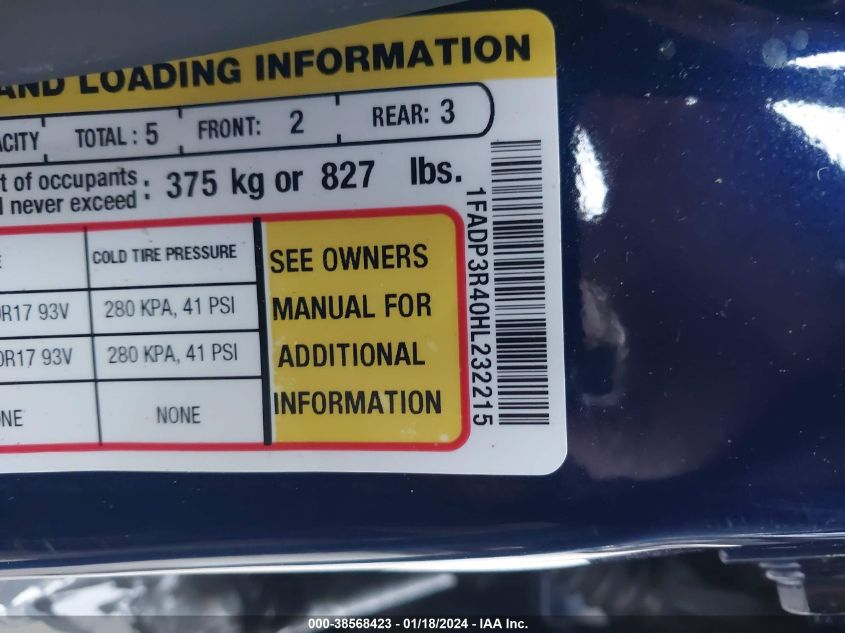 AND LOADING INFORMATION
ACITY TOTAL : 5 FRONT: 2 REAR: 3
t of occupants
l never exceed : 375 kg or 827 lbs.
COLD TIRE PRESSURE
0R17 93V 280 KPA, 41 PSI
0R17 93V 280 KPA, 41 PSI
NE NONE
SEE OWNERS
MANUAL FOR
ADDITIONAL
INFORMATION
1FADP3R40HL232215
000-38568423 - 01/18/2024 - IAA Inc.